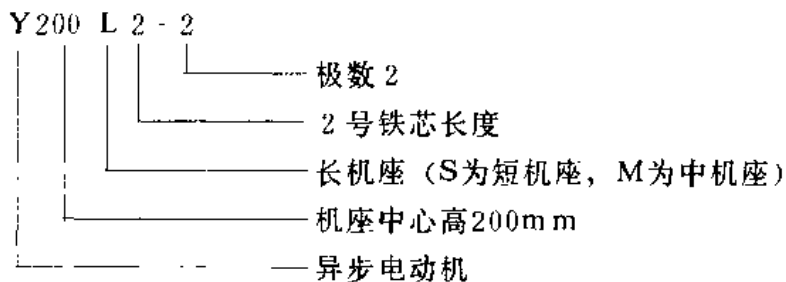 Y200 L 2 - 2
极数 2
2 号铁芯长度
长机座（S为短机座，M为中机座）
机座中心高200mm
异步电动机